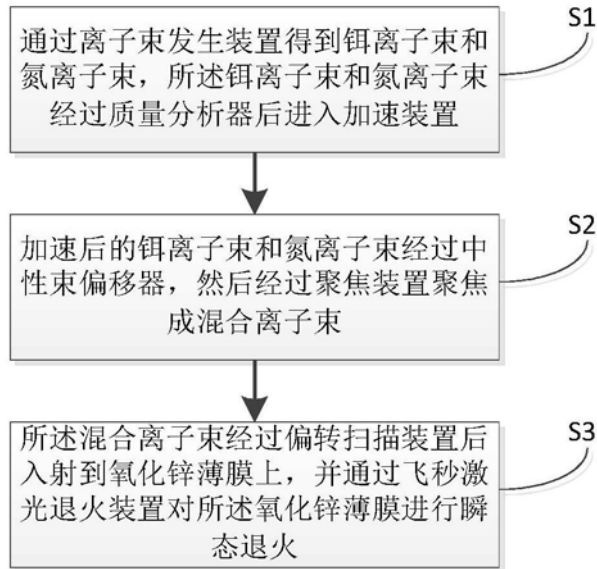 S1
通过离子束发生装置得到铒离子束和
氮离子束，所述铒离子束和氮离子束
经过质量分析器后进入加速装置
S2
加速后的铒离子束和氮离子束经过中
性束偏移器，然后经过聚焦装置聚焦
成混合离子束
S3
所述混合离子束经过偏转扫描装置后
入射到氧化锌薄膜上，并通过飞秒激
光退火装置对所述氧化锌薄膜进行瞬
态退火